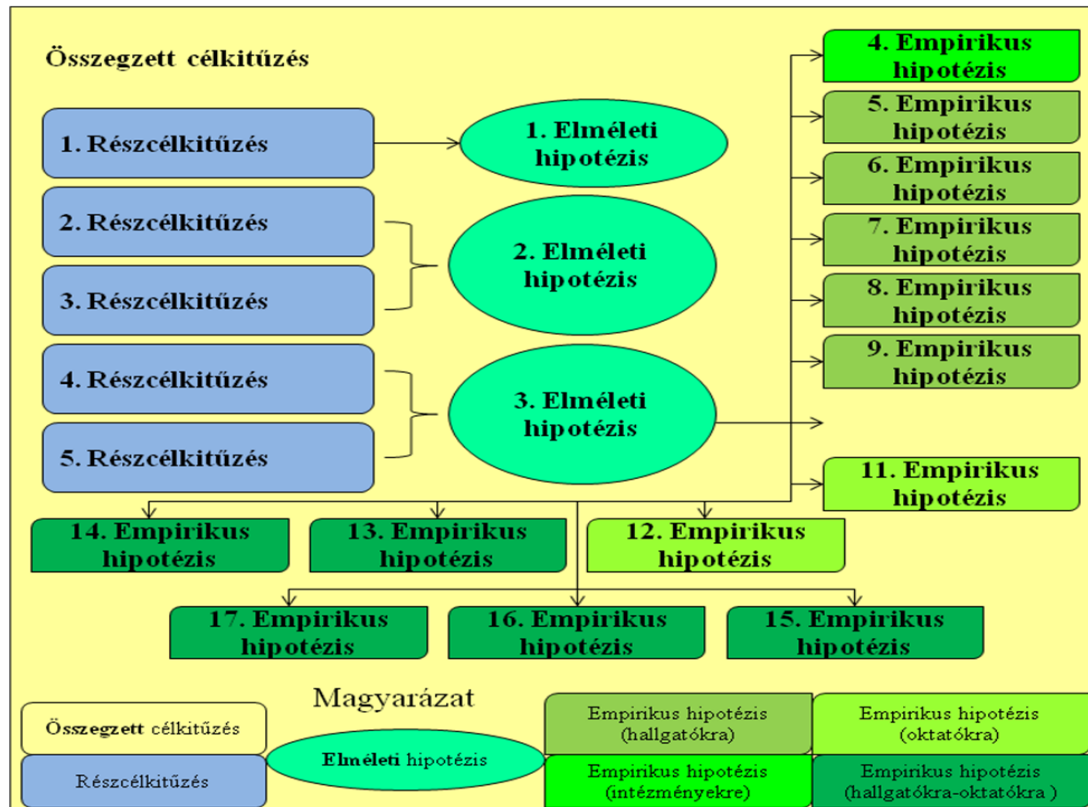 Összegzett célkitűzés
1. Részcélkitűzés
2. Részcélkitűzés
3. Részcélkitűzés
4. Részcélkitűzés
5. Részcélkitűzés
1. Elméleti
hipotézis
2. Elméleti
hipotézis
3. Elméleti
hipotézis
4. Empirikus
hipotézis
5. Empirikus
hipotézis
6. Empirikus
hipotézis
7. Empirikus
hipotézis
8. Empirikus
hipotézis
9. Empirikus
hipotézis
11. Empirikus
hipotézis
14. Empirikus
hipotézis
13. Empirikus
hipotézis
12. Empirikus
hipotézis
17. Empirikus
hipotézis
16. Empirikus
hipotézis
15. Empirikus
hipotézis
Magyarázat
Összegzett célkitűzés
Részcélkitűzés
Elméleti hipotézis
Empirikus hipotézis
(hallgatókra)
Empirikus hipotézis
(oktatókra)
Empirikus hipotézis
(intézményekre)
Empirikus hipotézis
(hallgatókra-oktatókra )